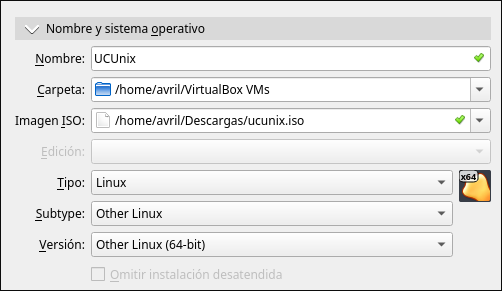 Nombre y sistema operativo
Nombre: UCUnix
Carpeta: /home/avril/VirtualBox VMs
Imagen ISO: /home/avril/Descargas/ucunix.iso
Edición:
Tipo: Linux
x64
Subtype: Other Linux
Versión: Other Linux (64-bit)
Omitir instalación desatendida